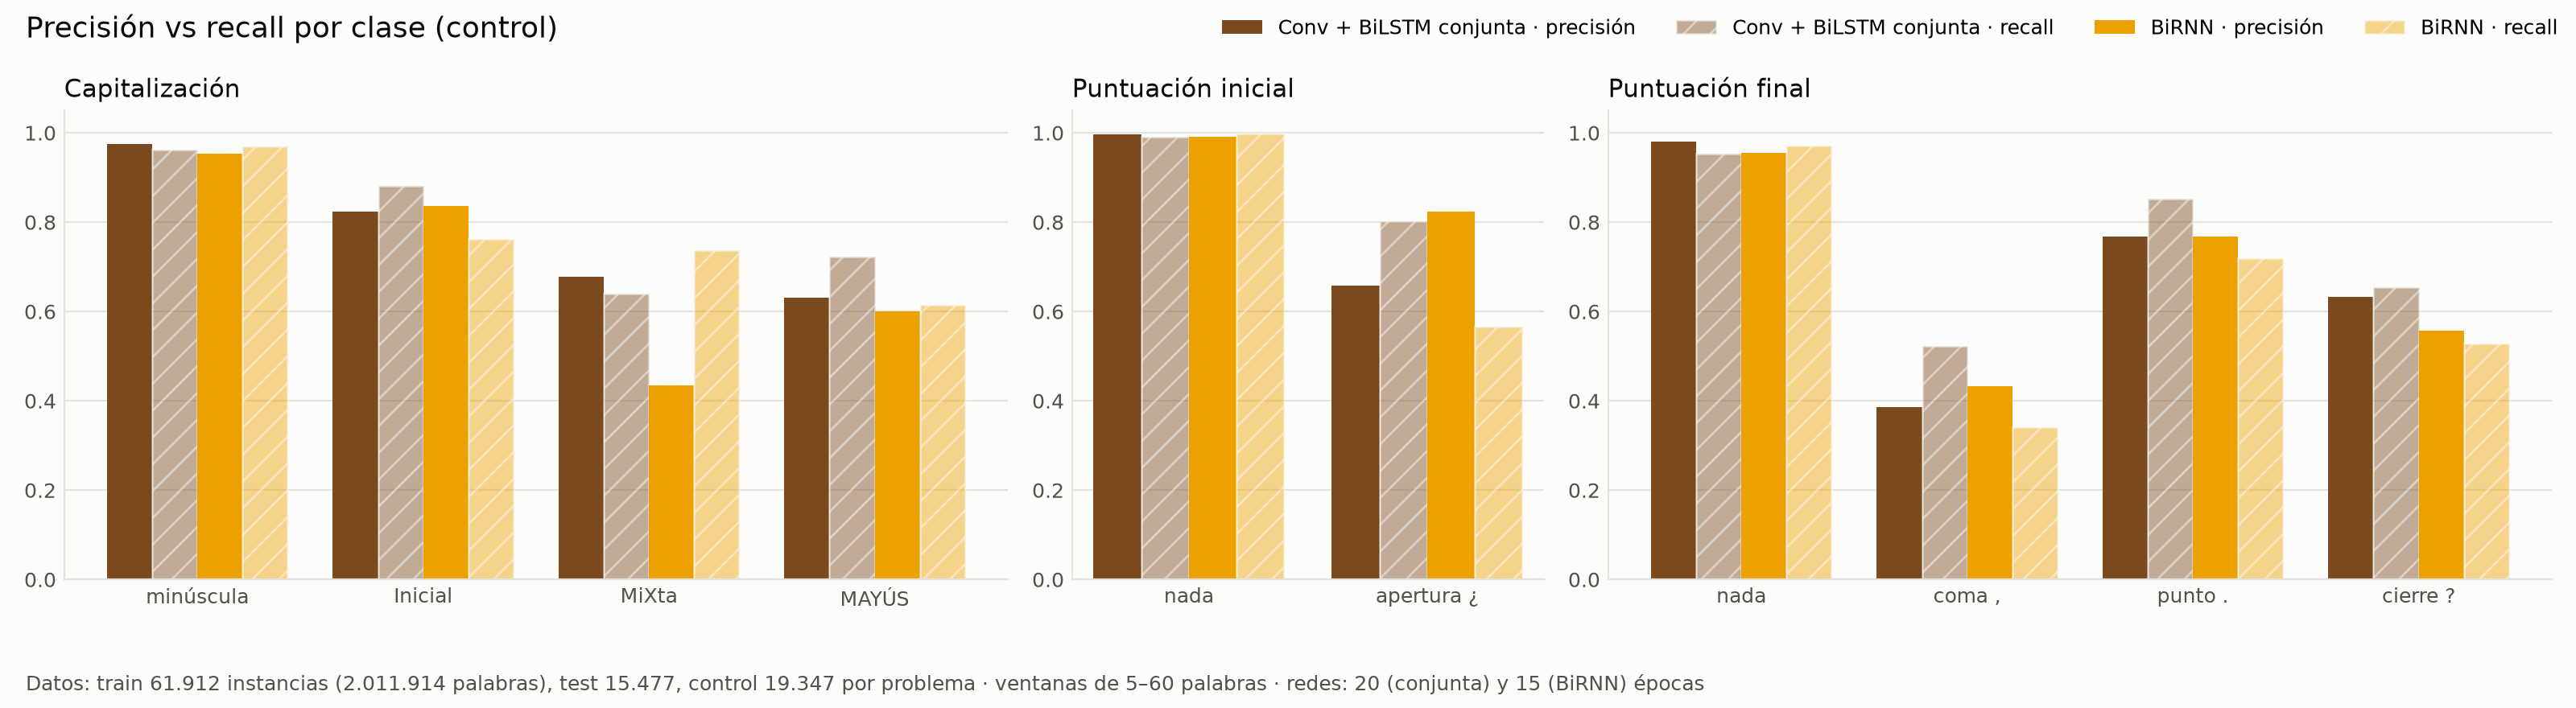 Precisión vs recall por clase (control)
Conv + BiLSTM conjunta · precisión
Conv + BiLSTM conjunta · recall
BiRNN · precisión
BiRNN · recall
Capitalización
1.0
0.8
0.6
0.4
0.2
0.0
minúscula
Inicial
MiXta
MAYÚS
Puntuación inicial
1.0
0.8
0.6
0.4
0.2
0.0
nada
apertura ¿
Puntuación final
1.0
0.8
0.6
0.4
0.2
0.0
nada
coma ,
punto .
cierre ?
Datos: train 61.912 instancias (2.011.914 palabras), test 15.477, control 19.347 por problema · ventanas de 5–60 palabras · redes: 20 (conjunta) y 15 (BiRNN) épocas